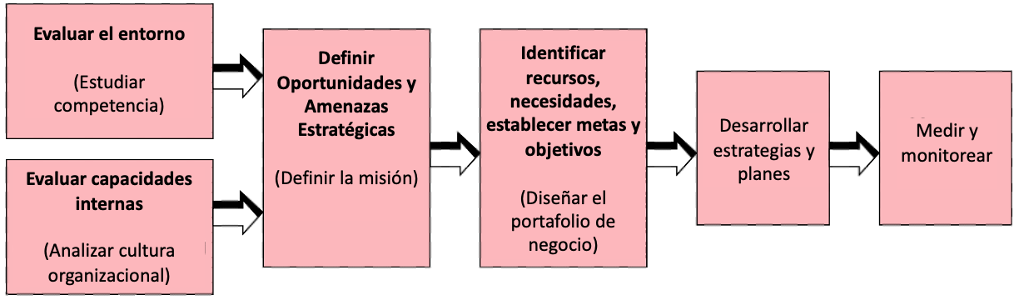 Evaluar el entorno
(Estudiar
competencia)
Evaluar capacidades
internas
(Analizar cultura
organizacional)
Definir
Oportunidades y
Amenazas
Estratégicas
(Definir la misión)
Identificar
recursos,
necesidades,
establecer metas y
objetivos
(Diseñar el
portafolio de
negocio)
Desarrollar
estrategias y
planes
Medir y
monitorear